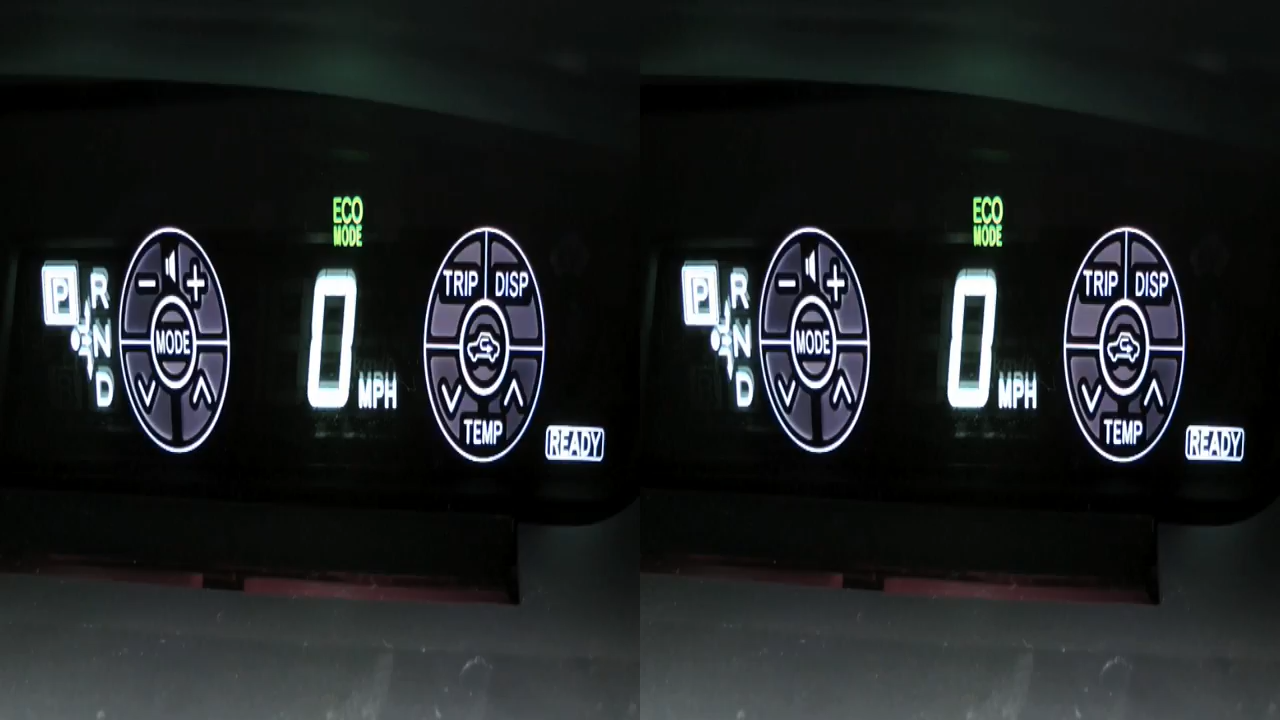 ECO
MODE
P R
N
D
- +
MODE
0 MPH
TRIP DISP
TEMP
READY
ECO
MODE
P R
N
D
- +
MODE
0 MPH
TRIP DISP
TEMP
READY